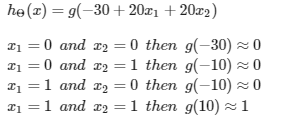 h_Θ(x) = g(−30 + 20x₁ + 20x₂)
x₁ = 0 and x₂ = 0 then g(−30) ≈ 0
x₁ = 0 and x₂ = 1 then g(−10) ≈ 0
x₁ = 1 and x₂ = 0 then g(−10) ≈ 0
x₁ = 1 and x₂ = 1 then g(10) ≈ 1